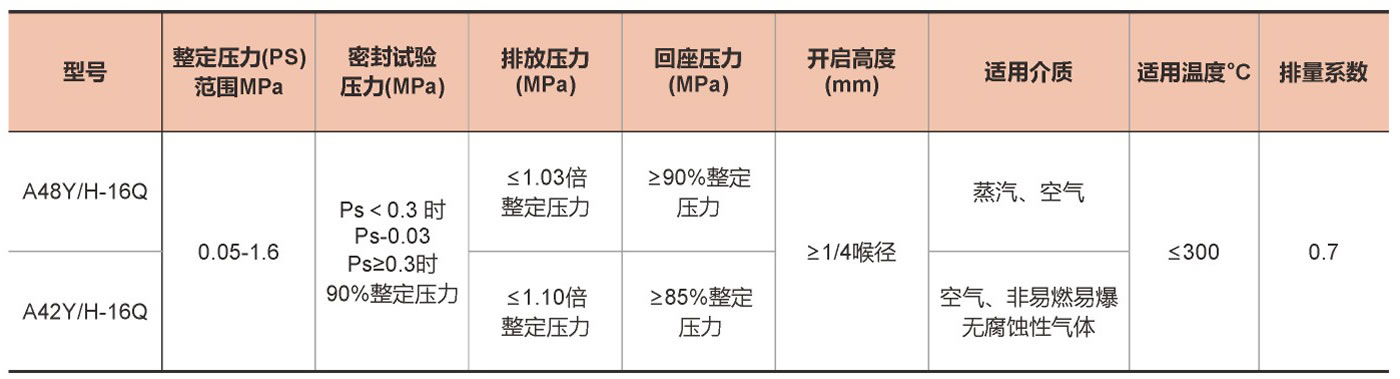 型号
整定压力(PS)
范围MPa
密封试验
压力(MPa)
排放压力
(MPa)
回座压力
(MPa)
开启高度
(mm)
适用介质
适用温度°C
排量系数
A48Y/H-16Q
0.05-1.6
Ps＜0.3 时
Ps-0.03
Ps≥0.3时
90%整定压力
≤1.03倍
整定压力
≥90%整定
压力
≥1/4喉径
蒸汽、空气
≤300
0.7
A42Y/H-16Q
≤1.10倍
整定压力
≥85%整定
压力
空气、非易燃易爆
无腐蚀性气体